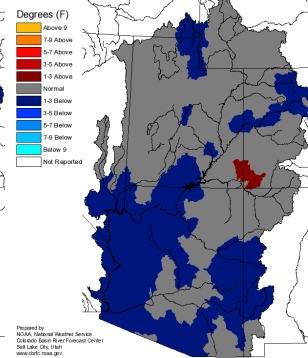 Degrees (F)
Above 9
7-9 Above
5-7 Above
3-5 Above
1-3 Above
Normal
1-3 Below
3-5 Below
5-7 Below
7-9 Below
Below 9
Not Reported
Prepared by
NOAA, National Weather Service
Colorado Basin River Forecast Center
Salt Lake City, Utah
www.cbrfc.noaa.gov